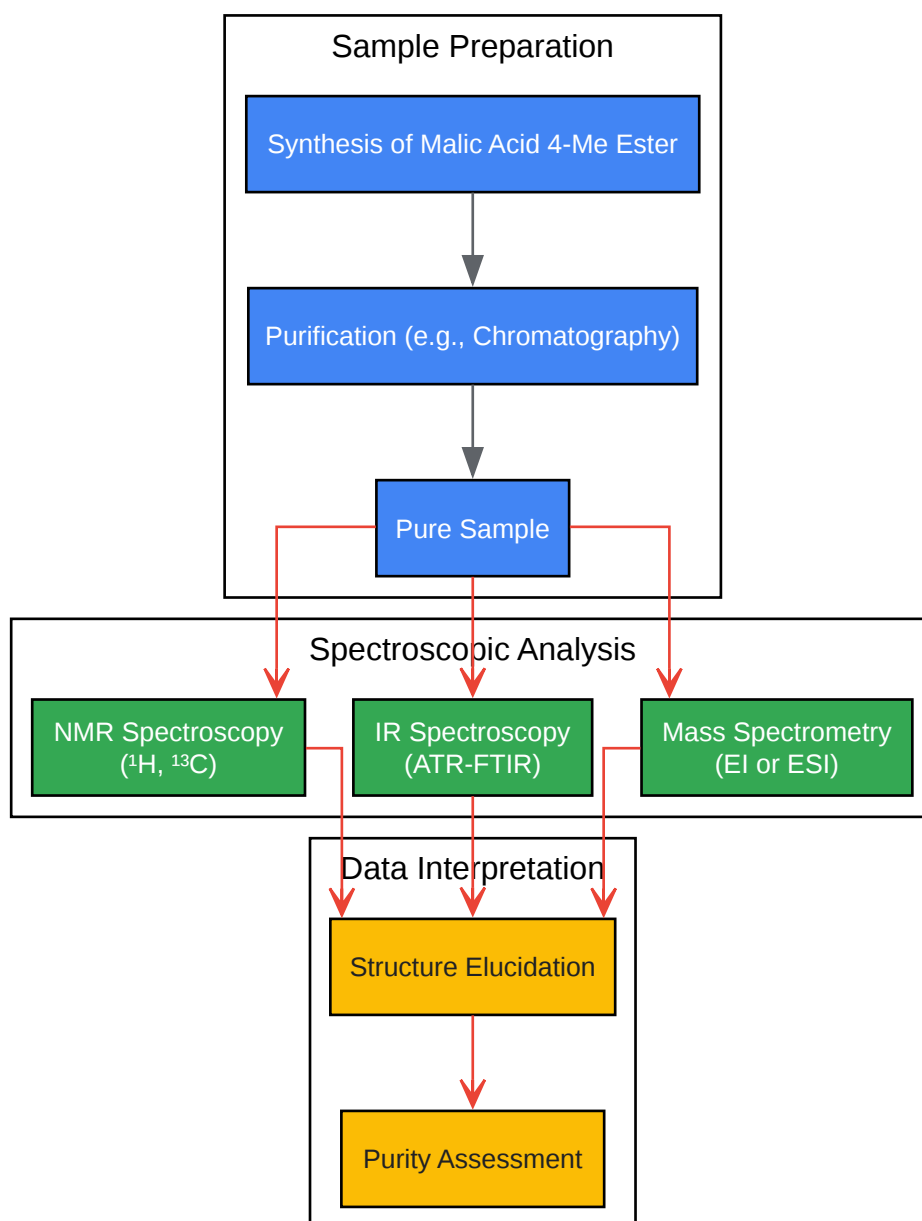 Sample Preparation
Synthesis of Malic Acid 4-Me Ester
Purification (e.g., Chromatography)
Pure Sample
Spectroscopic Analysis
NMR Spectroscopy
(¹H, ¹³C)
IR Spectroscopy
(ATR-FTIR)
Mass Spectrometry
(EI or ESI)
Data Interpretation
Structure Elucidation
Purity Assessment